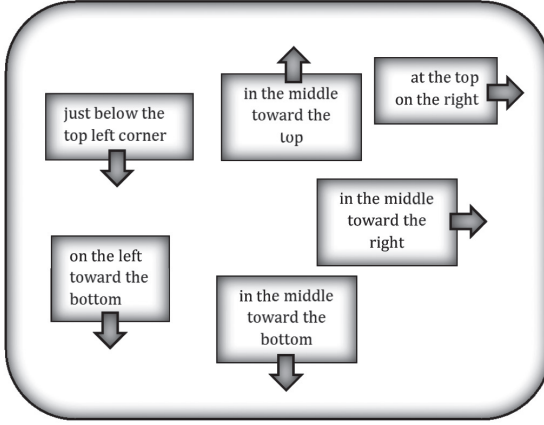 just below the
top left corner
in the middle
toward the
top
at the top
on the right
in the middle
toward the
right
on the left
toward the
bottom
in the middle
toward the
bottom